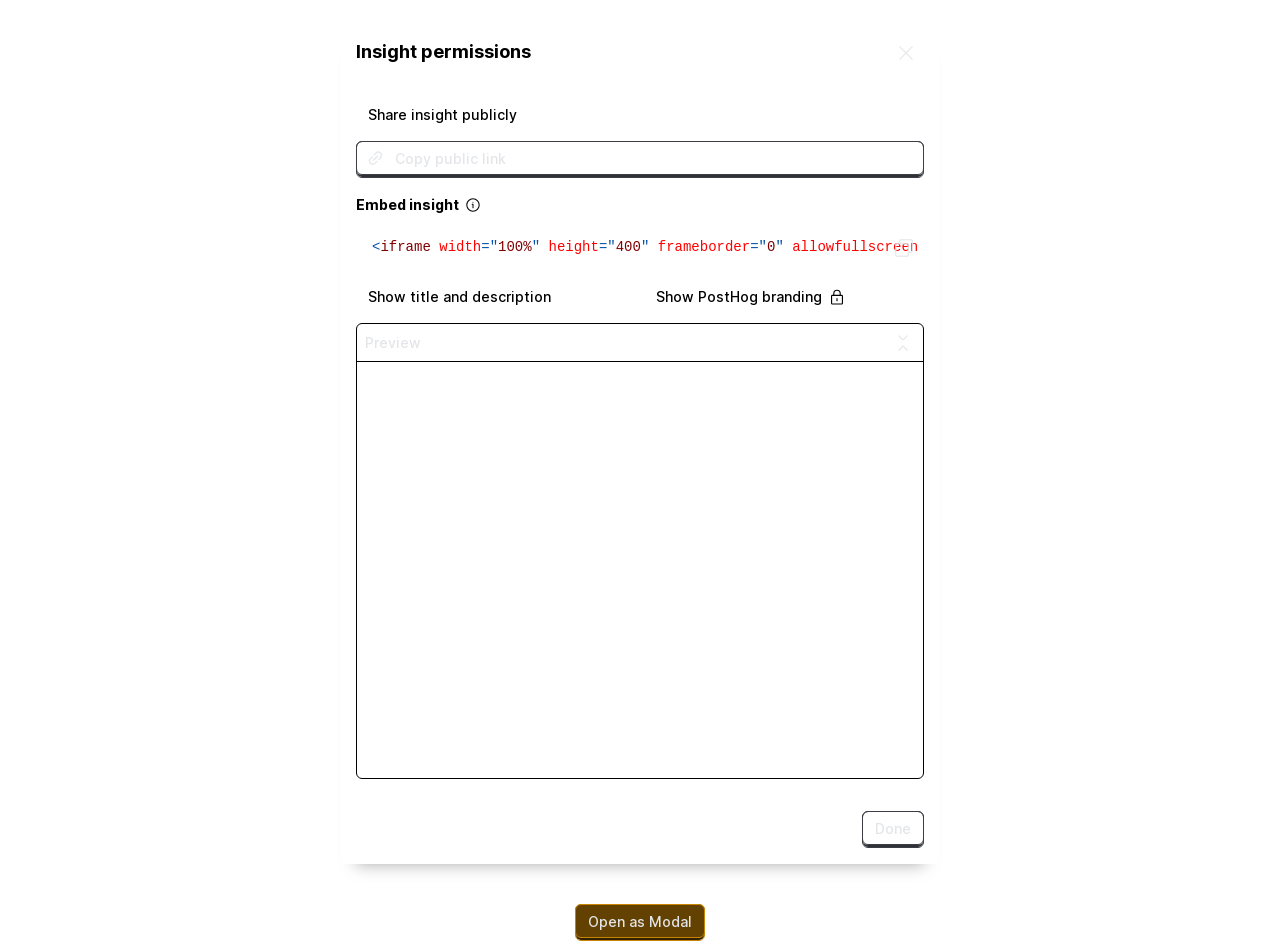 Insight permissions
Share insight publicly
Copy public link
Embed insight
<iframe width="100%" height="400" frameborder="0" allowfullscreen
Show title and description
Show PostHog branding
Preview
Done
Open as Modal